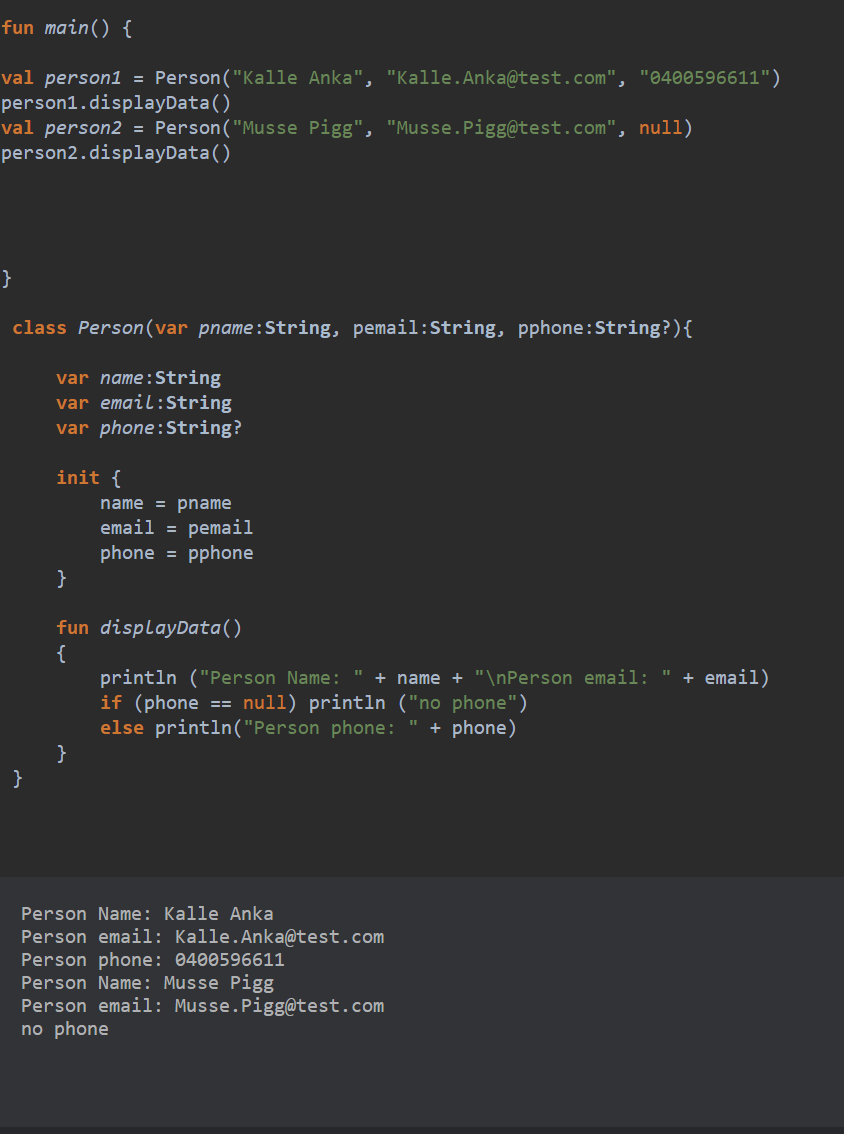 fun main() {
val person1 = Person("Kalle Anka", "Kalle.Anka@test.com", "0400596611")
person1.displayData()
val person2 = Person("Musse Pigg", "Musse.Pigg@test.com", null)
person2.displayData()
}
class Person(var pname:String, pemail:String, pphone:String?){
var name:String
var email:String
var phone:String?
init {
name = pname
email = pemail
phone = pphone
}
fun displayData()
{
println ("Person Name: " + name + "\nPerson email: " + email)
if (phone == null) println ("no phone")
else println("Person phone: " + phone)
}
}
Person Name: Kalle Anka
Person email: Kalle.Anka@test.com
Person phone: 0400596611
Person Name: Musse Pigg
Person email: Musse.Pigg@test.com
no phone